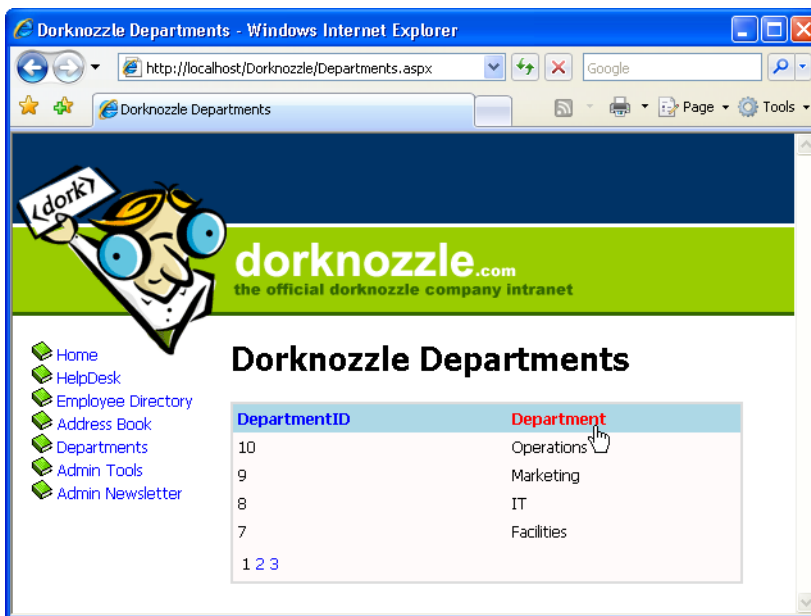 Dorknozzle Departments - Windows Internet Explorer
http://localhost/Dorknozzle/Departments.aspx
Google
Dorknozzle Departments
Page
Tools
<dork>
dorknozzle.com
the official dorknozzle company intranet
Home
HelpDesk
Employee Directory
Address Book
Departments
Admin Tools
Admin Newsletter
Dorknozzle Departments
DepartmentID Department
10 Operations
9 Marketing
8 IT
7 Facilities
1 2 3